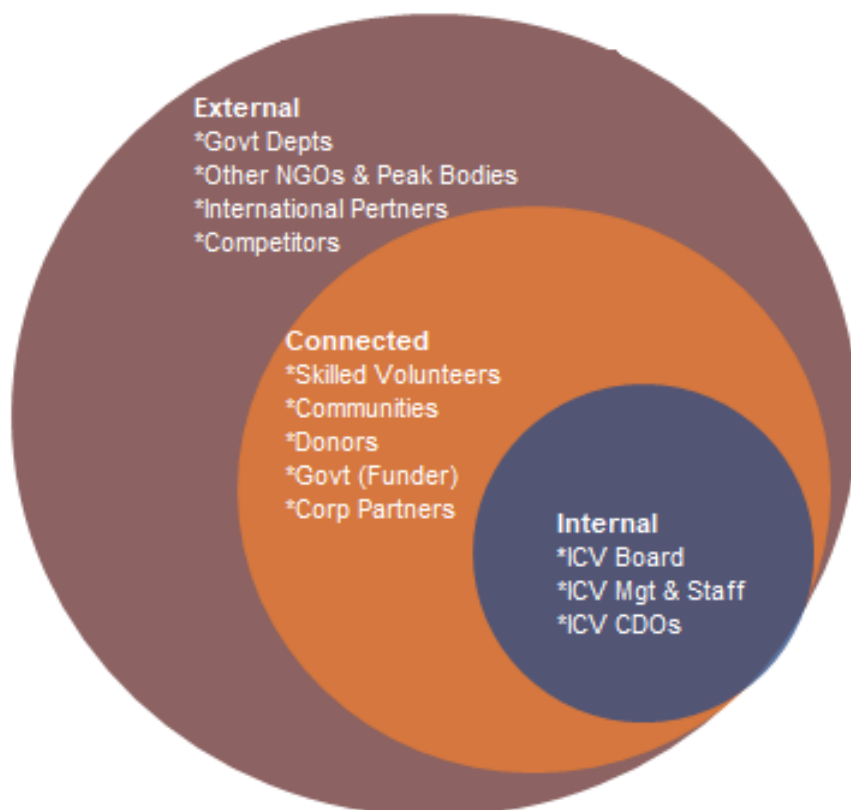 External
*Govt Depts
*Other NGOs & Peak Bodies
*International Pertners
*Competitors
Connected
*Skilled Volunteers
*Communities
*Donors
*Govt (Funder)
*Corp Partners
Internal
*ICV Board
*ICV Mgt & Staff
*ICV CDOs